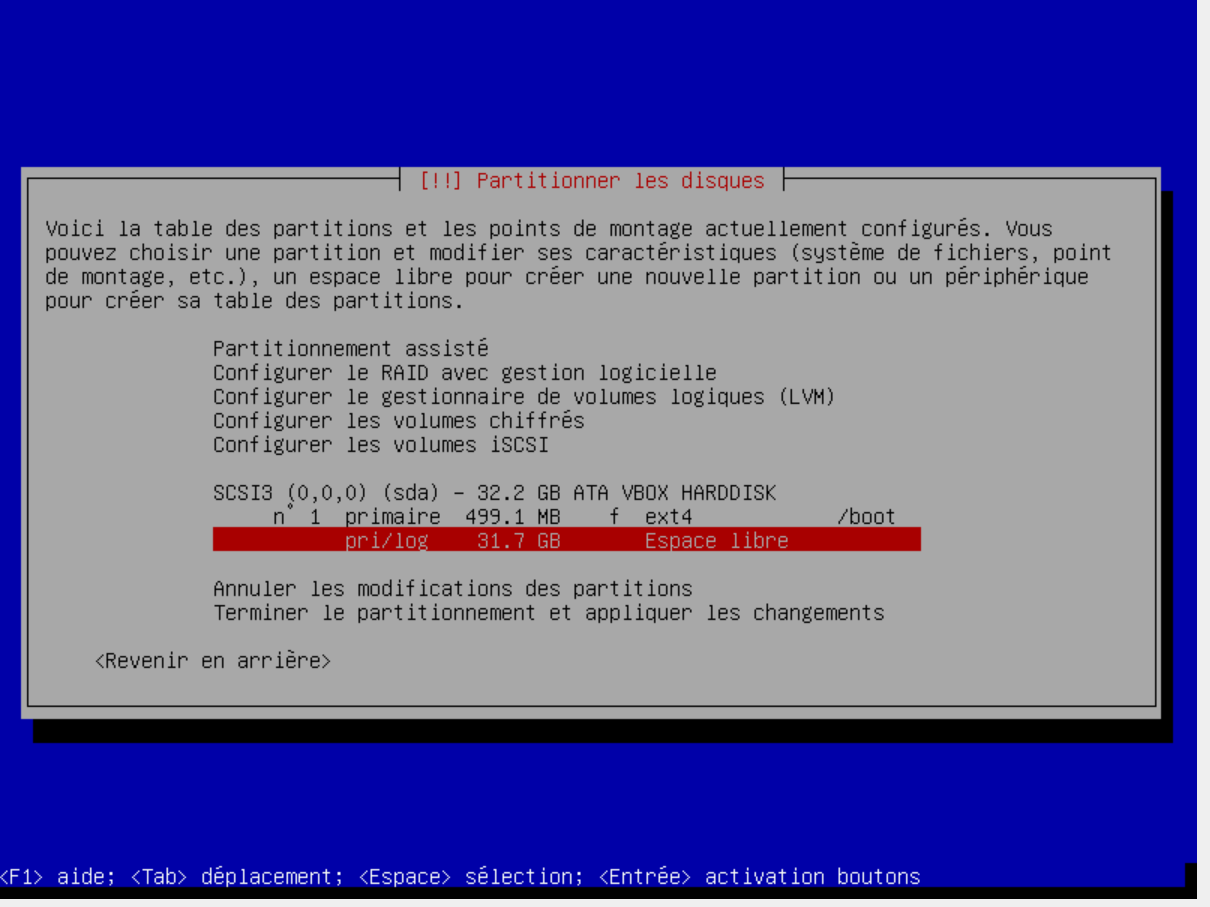 [!!] Partitionner les disques
Voici la table des partitions et les points de montage actuellement configurés. Vous
pouvez choisir une partition et modifier ses caractéristiques (système de fichiers, point
de montage, etc.), un espace libre pour créer une nouvelle partition ou un périphérique
pour créer sa table des partitions.
Partitionnement assisté
Configurer le RAID avec gestion logicielle
Configurer le gestionnaire de volumes logiques (LVM)
Configurer les volumes chiffrés
Configurer les volumes iSCSI
SCSI3 (0,0,0) (sda) – 32.2 GB ATA VBOX HARDDISK
n° 1 primaire 499.1 MB f ext4 /boot
pri/log 31.7 GB Espace libre
Annuler les modifications des partitions
Terminer le partitionnement et appliquer les changements
<Revenir en arrière>
<F1> aide; <Tab> déplacement; <Espace> sélection; <Entrée> activation boutons